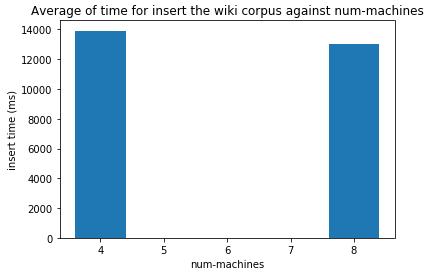 Average of time for insert the wiki corpus against num-machines
14000
12000
10000
8000
6000
4000
2000
0
insert time (ms)
4 5 6 7 8
num-machines